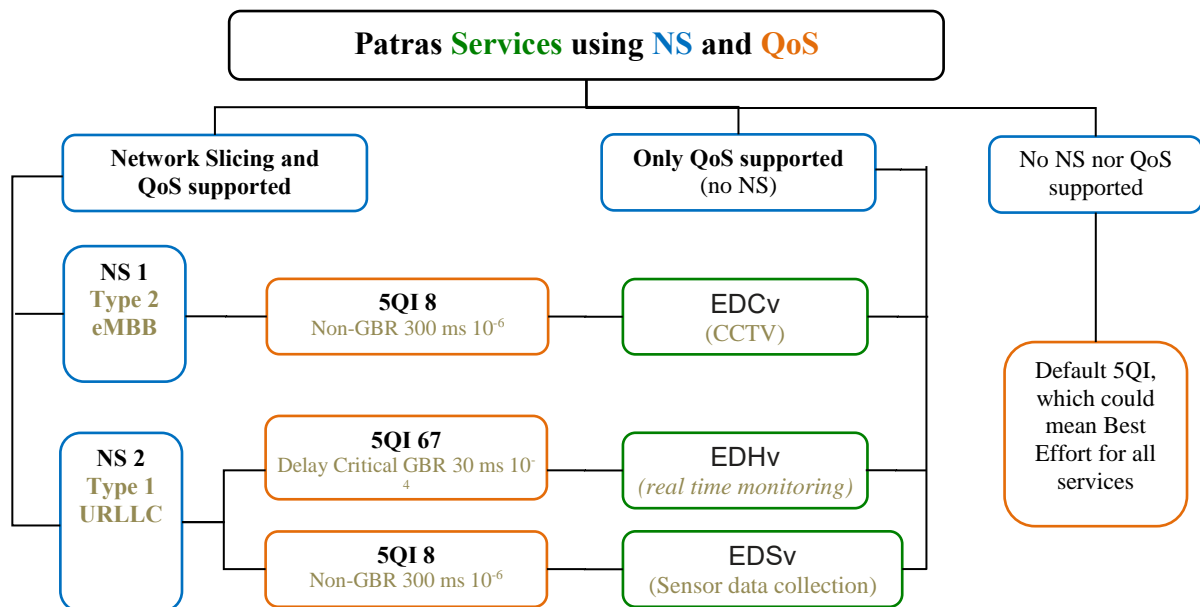 Patras Services using NS and QoS
Network Slicing and
QoS supported
Only QoS supported
(no NS)
No NS nor QoS
supported
NS 1
Type 2
eMBB
5QI 8
Non-GBR 300 ms 10⁻⁶
EDCv
(CCTV)
Default 5QI,
which could
mean Best
Effort for all
services
NS 2
Type 1
URLLC
5QI 67
Delay Critical GBR 30 ms 10⁻
⁴
EDHv
(real time monitoring)
5QI 8
Non-GBR 300 ms 10⁻⁶
EDSv
(Sensor data collection)